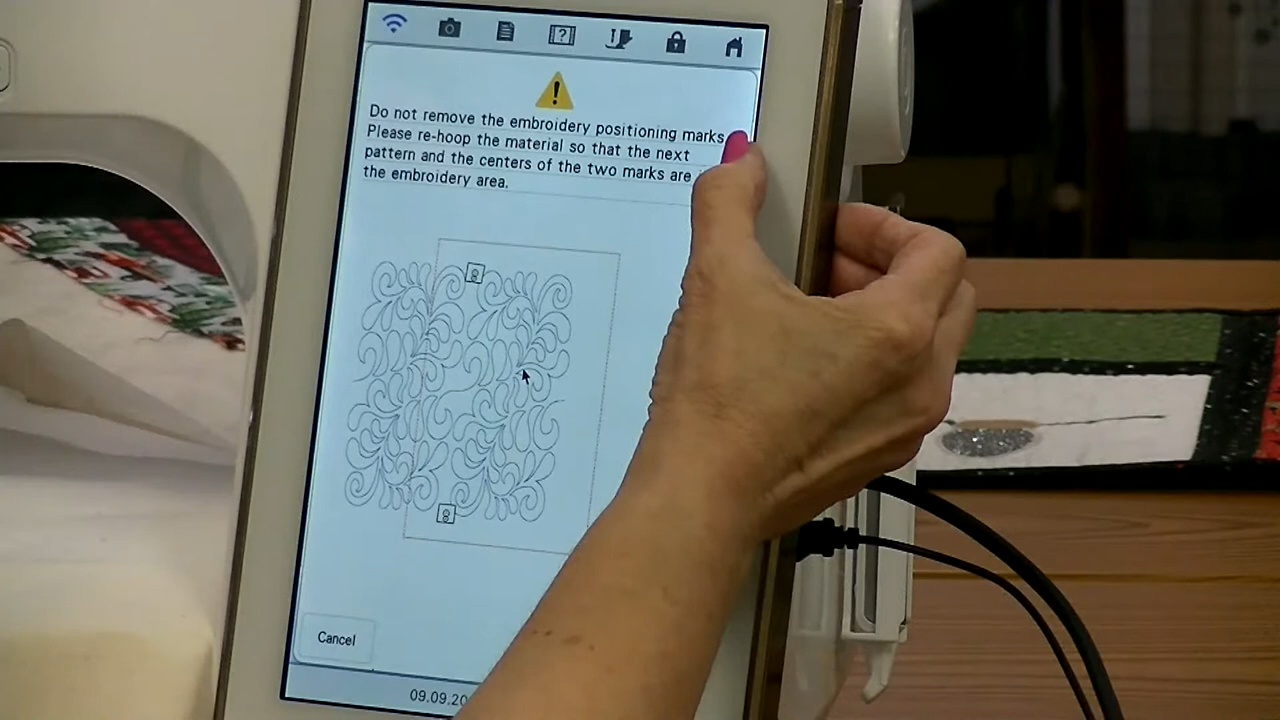 Do not remove the embroidery positioning marks
Please re-hoop the material so that the next
pattern and the centers of the two marks are
the embroidery area.
Cancel
09.09.20